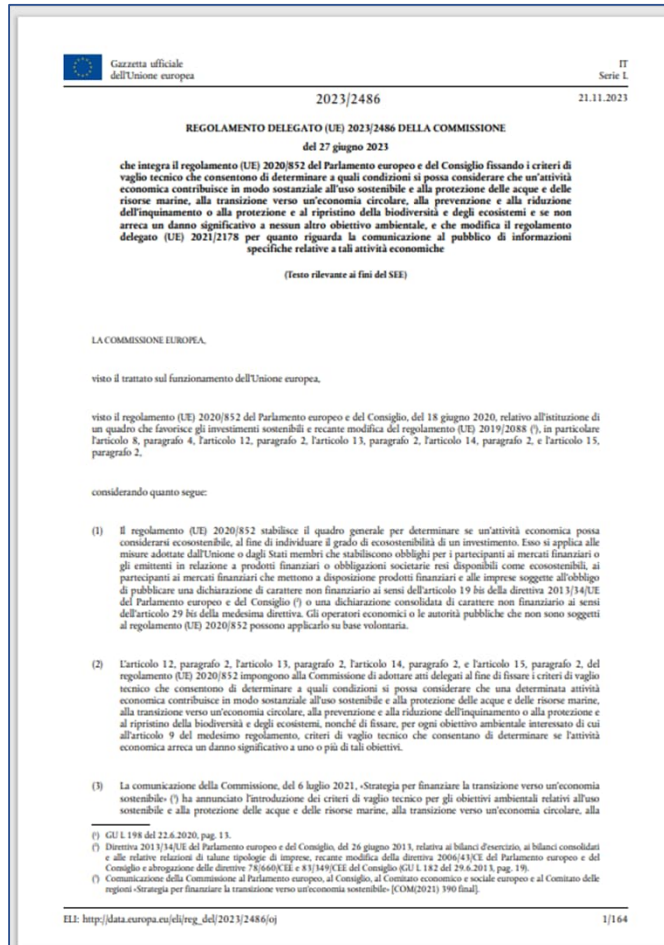 Gazzetta ufficiale
dell'Unione europea
IT
Serie L
2023/2486
21.11.2023
REGOLAMENTO DELEGATO (UE) 2023/2486 DELLA COMMISSIONE
del 27 giugno 2023
che integra il regolamento (UE) 2020/852 del Parlamento europeo e del Consiglio fissando i criteri di
vaglio tecnico che consentono di determinare a quali condizioni si possa considerare che un'attività
economica contribuisce in modo sostanziale all'uso sostenibile e alla protezione delle acque e delle
risorse marine, alla transizione verso un'economia circolare, alla prevenzione e alla riduzione
dell'inquinamento o alla protezione e al ripristino della biodiversità e degli ecosistemi e se non
arreca un danno significativo a nessun altro obiettivo ambientale, e che modifica il regolamento
delegato (UE) 2021/2178 per quanto riguarda la comunicazione al pubblico di informazioni
specifiche relative a tali attività economiche
(Testo rilevante ai fini del SEE)
LA COMMISSIONE EUROPEA,
visto il trattato sul funzionamento dell'Unione europea,
visto il regolamento (UE) 2020/852 del Parlamento europeo e del Consiglio, del 18 giugno 2020, relativo all'istituzione di
un quadro che favorisce gli investimenti sostenibili e recante modifica del regolamento (UE) 2019/2088 (¹), in particolare
l'articolo 8, paragrafo 4, l'articolo 12, paragrafo 2, l'articolo 13, paragrafo 2, l'articolo 14, paragrafo 2, e l'articolo 15,
paragrafo 2,
considerando quanto segue:
(1) Il regolamento (UE) 2020/852 stabilisce il quadro generale per determinare se un'attività economica possa
considerarsi ecosostenibile, al fine di individuare il grado di ecosostenibilità di un investimento. Esso si applica alle
misure adottate dall'Unione o dagli Stati membri che stabiliscono obblighi per i partecipanti ai mercati finanziari o
gli emittenti in relazione a prodotti finanziari o obbligazioni societarie resi disponibili come ecosostenibili, ai
partecipanti ai mercati finanziari che mettono a disposizione prodotti finanziari e alle imprese soggette all'obbligo
di pubblicare una dichiarazione di carattere non finanziario ai sensi dell'articolo 19 bis della direttiva 2013/34/UE
del Parlamento europeo e del Consiglio (²) o una dichiarazione consolidata di carattere non finanziario ai sensi
dell'articolo 29 bis della medesima direttiva. Gli operatori economici o le autorità pubbliche che non sono soggetti
al regolamento (UE) 2020/852 possono applicarlo su base volontaria.
(2) L'articolo 12, paragrafo 2, l'articolo 13, paragrafo 2, l'articolo 14, paragrafo 2, e l'articolo 15, paragrafo 2, del
regolamento (UE) 2020/852 impongono alla Commissione di adottare atti delegati al fine di fissare i criteri di vaglio
tecnico che consentono di determinare a quali condizioni si possa considerare che una determinata attività
economica contribuisce in modo sostanziale all'uso sostenibile e alla protezione delle acque e delle risorse marine,
alla transizione verso un'economia circolare, alla prevenzione e alla riduzione dell'inquinamento o alla protezione e
al ripristino della biodiversità e degli ecosistemi, nonché di fissare, per ogni obiettivo ambientale interessato di cui
all'articolo 9 del medesimo regolamento, criteri di vaglio tecnico che consentano di determinare se l'attività
economica arreca un danno significativo a uno o più di tali obiettivi.
(3) La comunicazione della Commissione, del 6 luglio 2021, «Strategia per finanziare la transizione verso un'economia
sostenibile» (³) ha annunciato l'introduzione dei criteri di vaglio tecnico per gli obiettivi ambientali relativi all'uso
sostenibile e alla protezione delle acque e delle risorse marine, alla transizione verso un'economia circolare, alla
(¹) GU L 198 del 22.6.2020, pag. 13.
(²) Direttiva 2013/34/UE del Parlamento europeo e del Consiglio, del 26 giugno 2013, relativa ai bilanci d'esercizio, ai bilanci consolidati
e alle relative relazioni di talune tipologie di imprese, recante modifica della direttiva 2006/43/CE del Parlamento europeo e del
Consiglio e abrogazione delle direttive 78/660/CEE e 83/349/CEE del Consiglio (GU L 182 del 29.6.2013, pag. 19).
(³) Comunicazione della Commissione al Parlamento europeo, al Consiglio, al Comitato economico e sociale europeo e al Comitato delle
regioni «Strategia per finanziare la transizione verso un'economia sostenibile» [COM(2021) 390 final].
ELI: http://data.europa.eu/eli/reg_del/2023/2486/oj
1/164